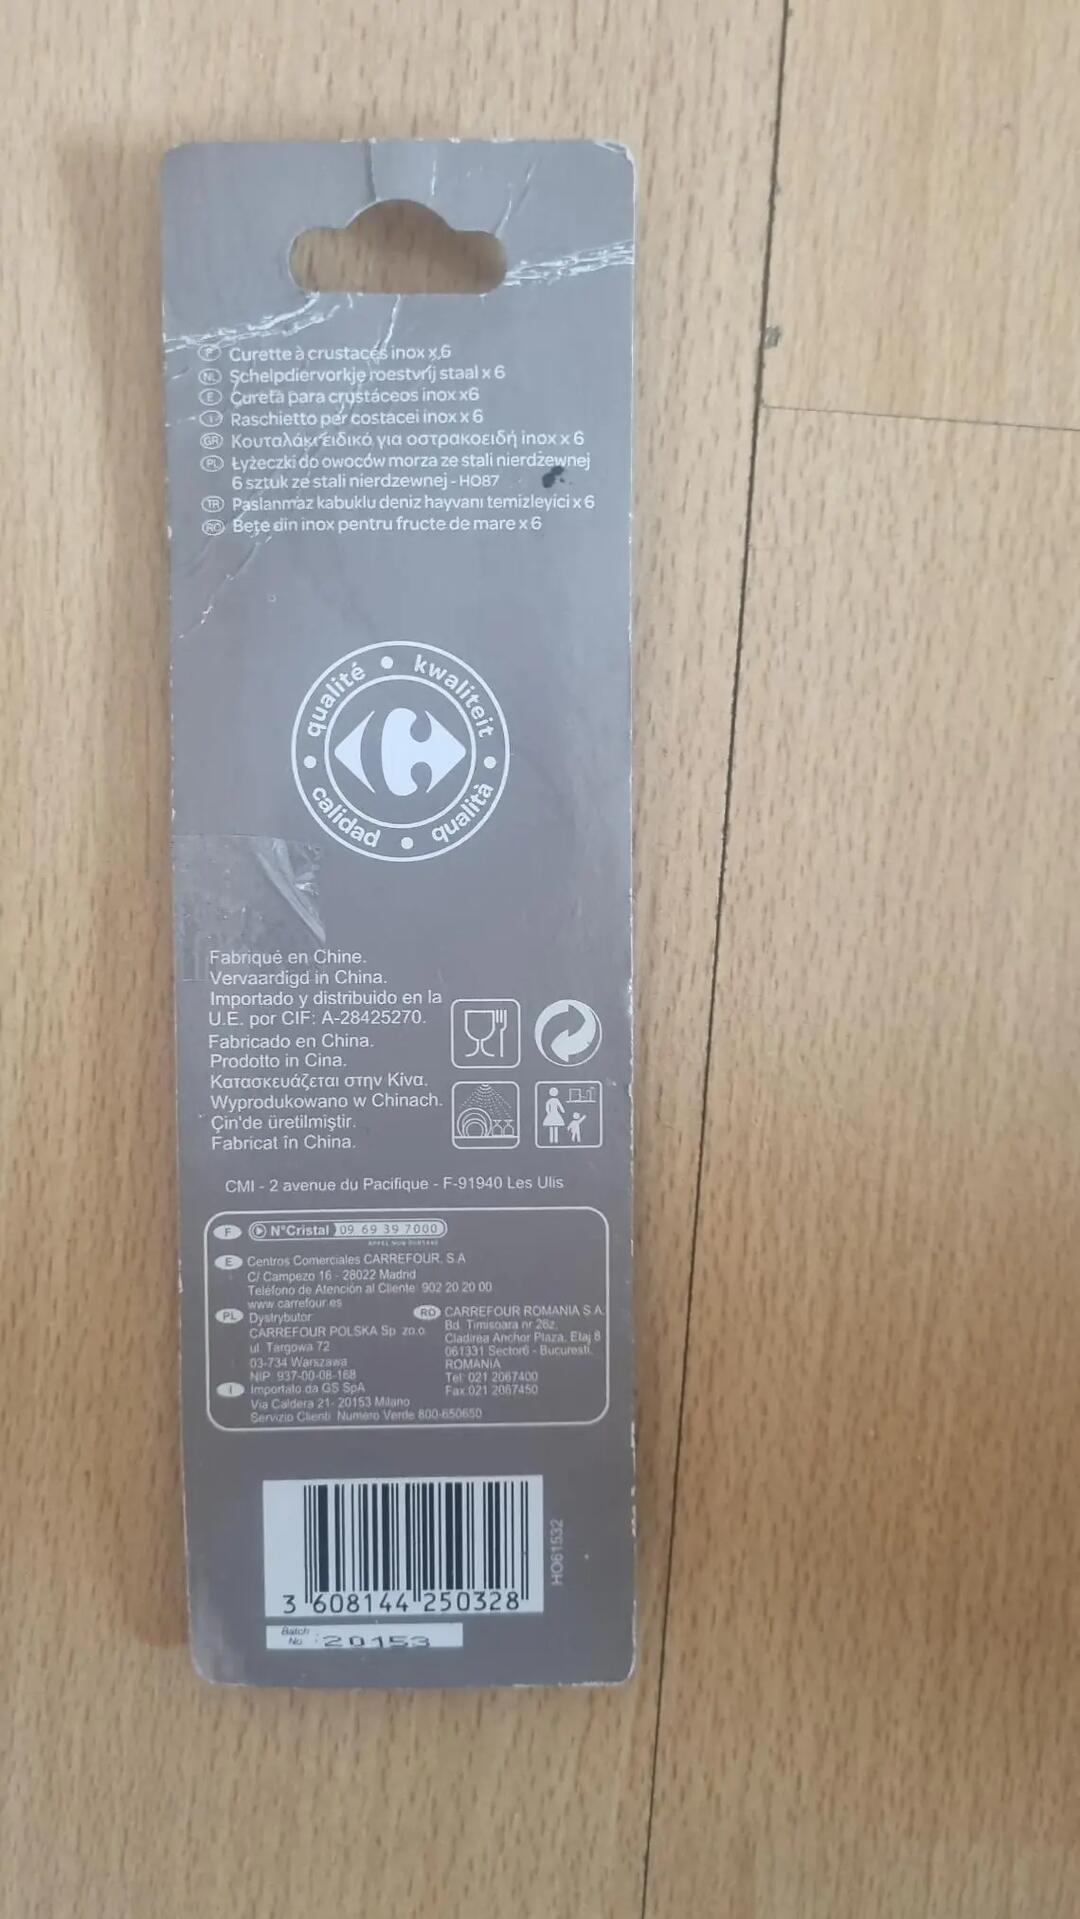 F Curette à crustacés inox x 6
NL Schelpdiervorkje roestvrij staal x 6
E Cureta para crustáceos inox x6
I Raschietto per costacei inox x 6
GR Κουταλάκι ειδικό για οστρακοειδή inox x 6
PL Łyżeczki do owoców morza ze stali nierdzewnej
6 sztuk ze stali nierdzewnej - HO87
TR Paslanmaz kabuklu deniz hayvanı temizleyici x 6
RO Bețe din inox pentru fructe de mare x 6
qualité • kwaliteit • qualità • calidad
Fabriqué en Chine.
Vervaardigd in China.
Importado y distribuido en la
U.E. por CIF: A-28425270.
Fabricado en China.
Prodotto in Cina.
Κατασκευάζεται στην Κίνα.
Wyprodukowano w Chinach.
Çin'de üretilmiştir.
Fabricat în China.
CMI - 2 avenue du Pacifique - F-91940 Les Ulis
F N°Cristal 09 69 39 7000
APPEL NON SURTAXE
E Centros Comerciales CARREFOUR, S.A
C/ Campezo 16 - 28022 Madrid
Teléfono de Atención al Cliente: 902 20 20 00
www.carrefour.es
PL Dystrybutor:
CARREFOUR POLSKA Sp. zo.o.
ul. Targowa 72
03-734 Warszawa
NIP: 937-00-08-168
I Importato da GS SpA
Via Caldera 21- 20153 Milano
Servizio Clienti: Numero Verde 800-650650
RO CARREFOUR ROMANIA S.A.
Bd. Timisoara nr 26z,
Cladirea Anchor Plaza, Etaj 8
061331 Sector6 - Bucuresti,
ROMANIA
Tel: 021 2067400
Fax:021 2067450
3 608144 250328
HO61532
Batch
No. : 20153